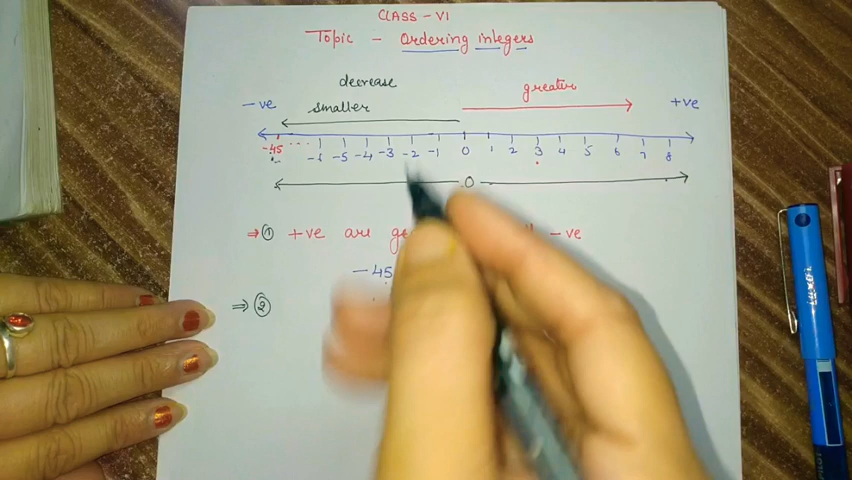 CLASS - VI
Topic - Ordering integers
decrease
greater
-ve smaller +ve
-45 ... -6 -5 -4 -3 -2 -1 0 1 2 3 4 5 6 7 8
0
⇒ ① +ve are -ve
-45
⇒ ②
luxor